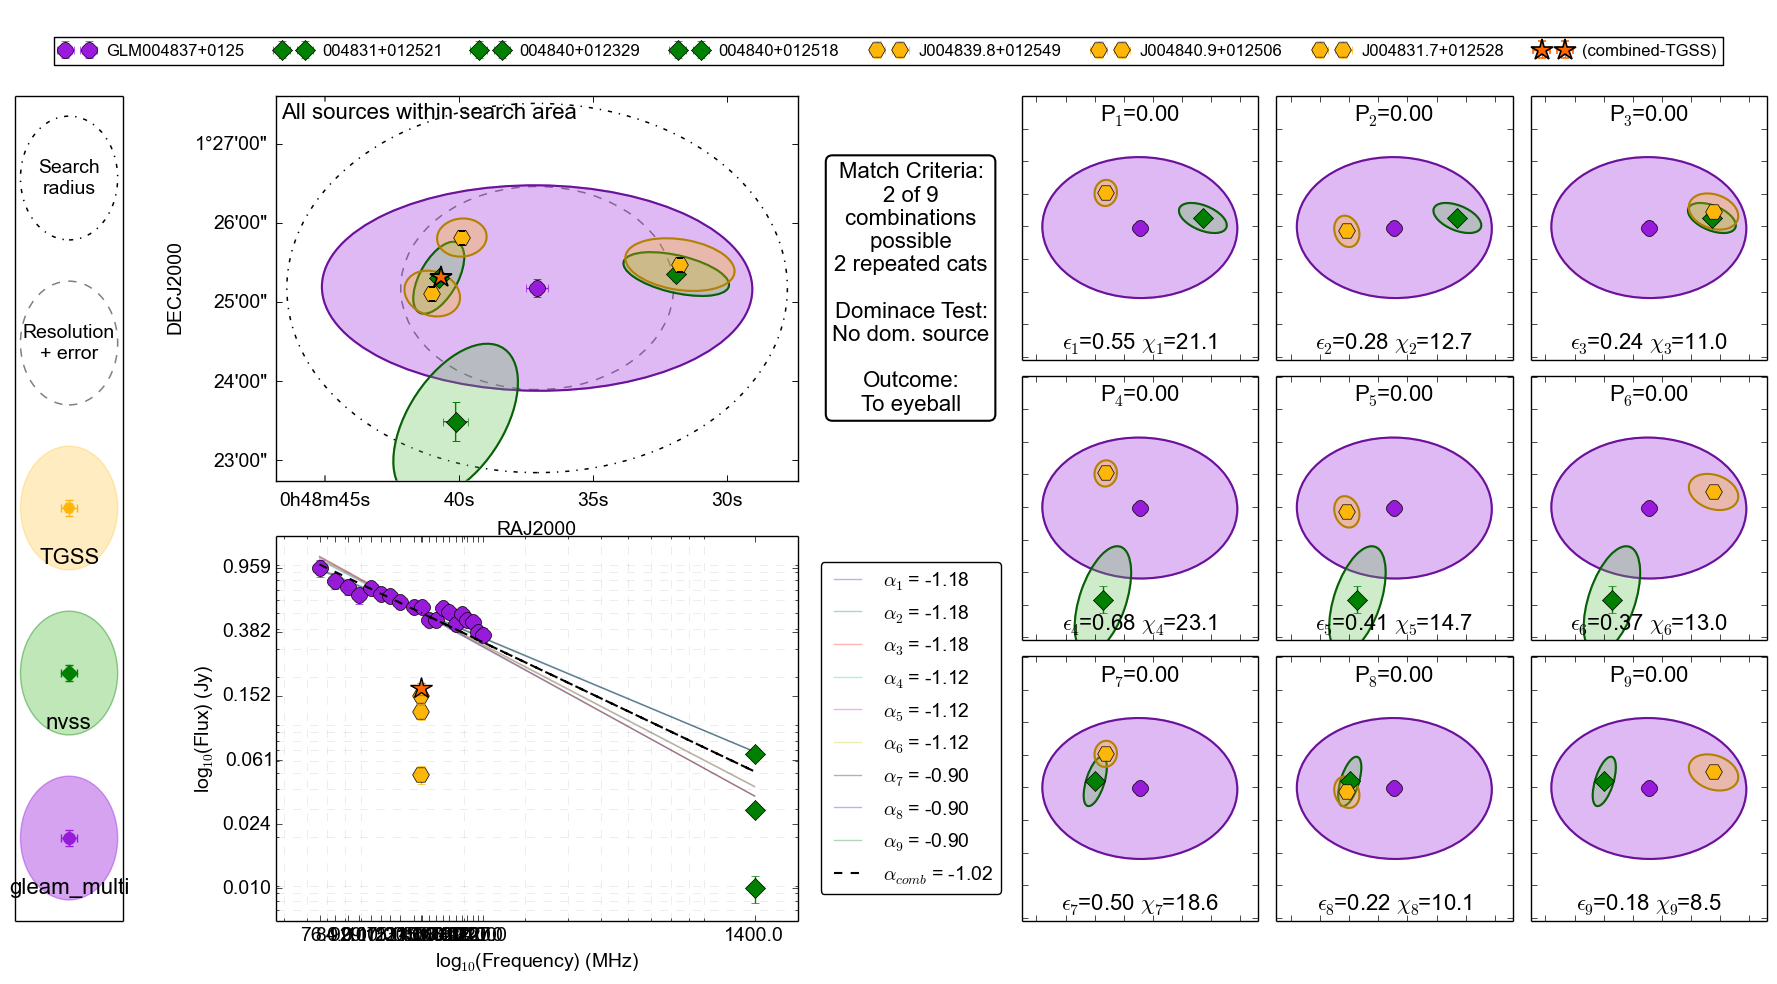 GLM004837+0125 004831+012521 004840+012329 004840+012518 J004839.8+012549 J004840.9+012506 J004831.7+012528 (combined-TGSS)
Search
radius
Resolution
+ error
TGSS
nvss
gleam_multi
All sources within search area
DECJ2000
1°27'00"
26'00"
25'00"
24'00"
23'00"
0h48m45s 40s 35s 30s
RAJ2000
Match Criteria:
2 of 9
combinations
possible
2 repeated cats
Dominace Test:
No dom. source
Outcome:
To eyeball
log₁₀(Flux) (Jy)
0.959
0.382
0.152
0.061
0.024
0.010
1400.0
log₁₀(Frequency) (MHz)
α₁ = -1.18
α₂ = -1.18
α₃ = -1.18
α₄ = -1.12
α₅ = -1.12
α₆ = -1.12
α₇ = -0.90
α₈ = -0.90
α₉ = -0.90
α_comb = -1.02
P₁=0.00 P₂=0.00 P₃=0.00
ϵ₁=0.55 χ₁=21.1 ϵ₂=0.28 χ₂=12.7 ϵ₃=0.24 χ₃=11.0
P₄=0.00 P₅=0.00 P₆=0.00
ϵ₄=0.68 χ₄=23.1 ϵ₅=0.41 χ₅=14.7 ϵ₆=0.37 χ₆=13.0
P₇=0.00 P₈=0.00 P₉=0.00
ϵ₇=0.50 χ₇=18.6 ϵ₈=0.22 χ₈=10.1 ϵ₉=0.18 χ₉=8.5